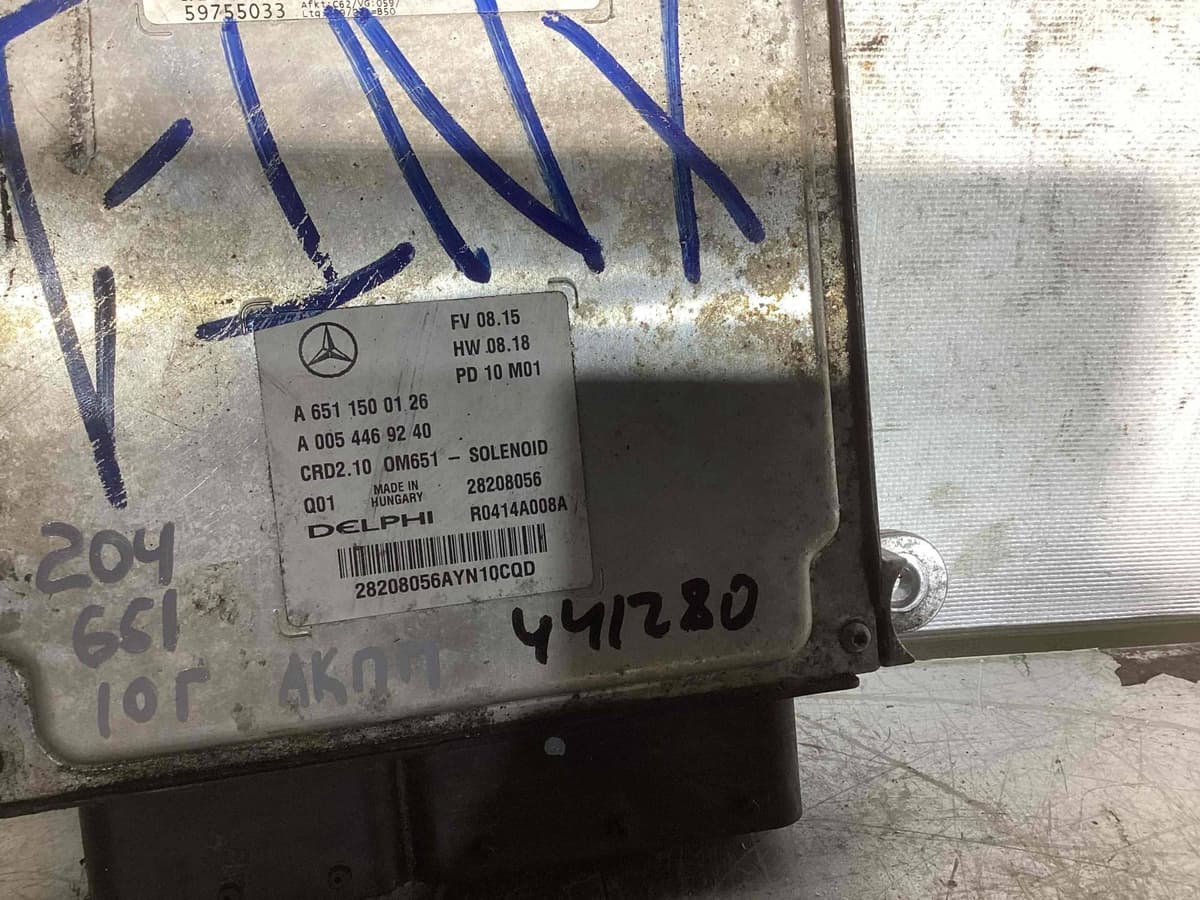 59755033
FV 08.15
HW 08.18
PD 10 M01
A 651 150 01 26
A 005 446 92 40
CRD2.10 OM651 - SOLENOID
Q01 MADE IN HUNGARY 28208056
DELPHI R0414A008A
28208056AYN10CQD
441280
204
651
10Г АКПП